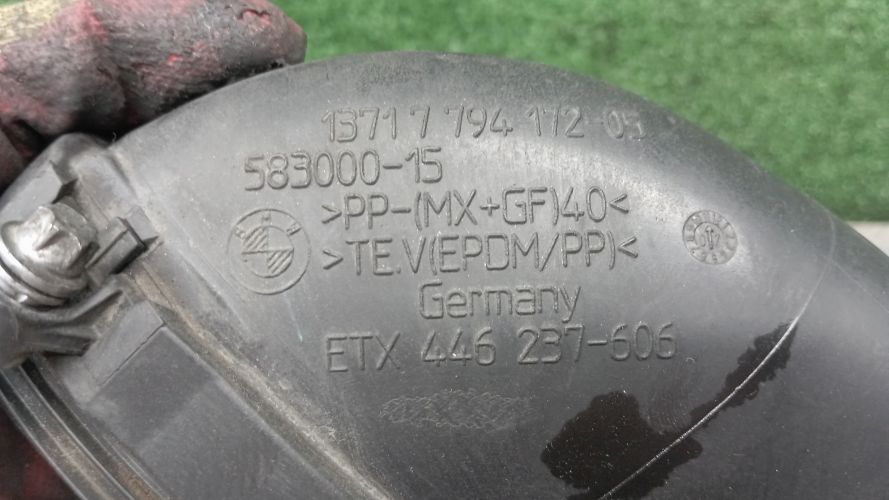 13717 794 172-05
583000-15
>PP-(MX+GF)40<
>TE.V(EPDM/PP)<
Germany
ETX 446 237-606